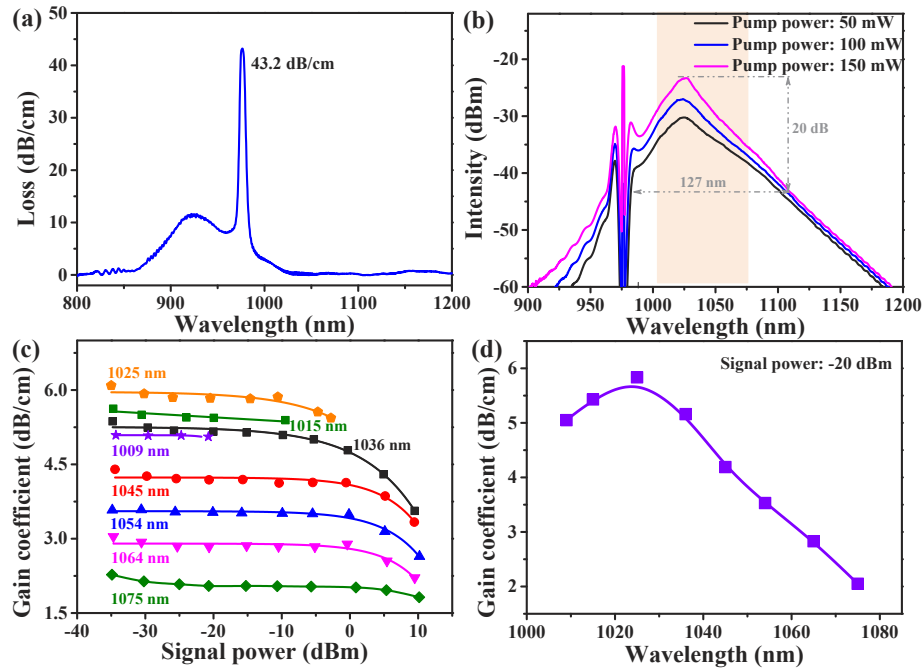 (a)
Loss (dB/cm)
50
40
30
20
10
0
43.2 dB/cm
800
900
1000
1100
1200
Wavelength (nm)
(b)
Intensity (dBm)
-20
-30
-40
-50
-60
Pump power: 50 mW
Pump power: 100 mW
Pump power: 150 mW
20 dB
127 nm
900
950
1000
1050
1100
1150
1200
Wavelength (nm)
(c)
Gain coefficient (dB/cm)
6.0
4.5
3.0
1.5
1025 nm
1015 nm
1036 nm
1009 nm
1045 nm
1054 nm
1064 nm
1075 nm
-40
-30
-20
-10
0
10
Signal power (dBm)
(d)
Gain coefficient (dB/cm)
6
5
4
3
2
Signal power: -20 dBm
1000
1020
1040
1060
1080
Wavelength (nm)